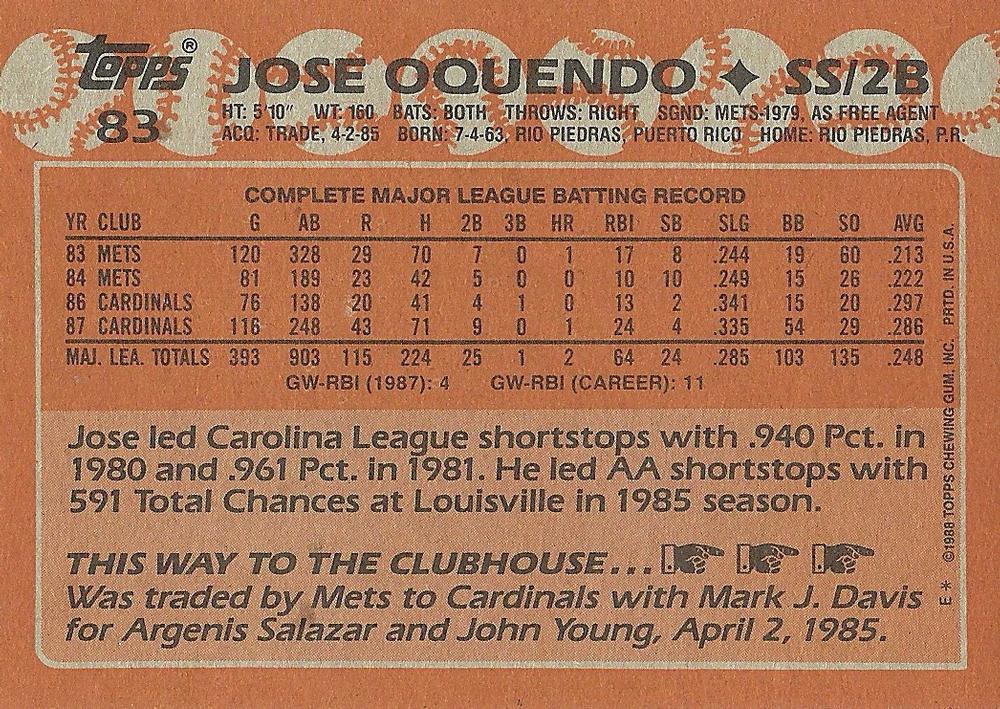 Topps®
JOSE OQUENDO ✦ SS/2B
83
HT: 5'10" WT: 160 BATS: BOTH THROWS: RIGHT SGND: METS-1979, AS FREE AGENT
ACQ: TRADE, 4-2-85 BORN: 7-4-63, RIO PIEDRAS, PUERTO RICO HOME: RIO PIEDRAS, P.R.
COMPLETE MAJOR LEAGUE BATTING RECORD
YR CLUB G AB R H 2B 3B HR RBI SB SLG BB SO AVG
83 METS 120 328 29 70 7 0 1 17 8 .244 19 60 .213
84 METS 81 189 23 42 5 0 0 10 10 .249 15 26 .222
86 CARDINALS 76 138 20 41 4 1 0 13 2 .341 15 20 .297
87 CARDINALS 116 248 43 71 9 0 1 24 4 .335 54 29 .286
MAJ. LEA. TOTALS 393 903 115 224 25 1 2 64 24 .285 103 135 .248
GW-RBI (1987): 4 GW-RBI (CAREER): 11
Jose led Carolina League shortstops with .940 Pct. in
1980 and .961 Pct. in 1981. He led AA shortstops with
591 Total Chances at Louisville in 1985 season.
THIS WAY TO THE CLUBHOUSE...
Was traded by Mets to Cardinals with Mark J. Davis
for Argenis Salazar and John Young, April 2, 1985.
E* ©1988 TOPPS CHEWING GUM, INC. PRTD. IN U.S.A.